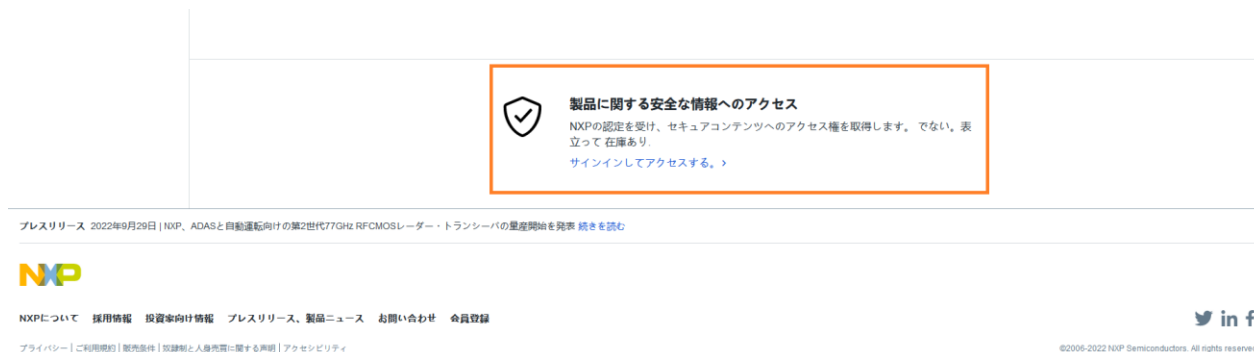 製品に関する安全な情報へのアクセス
NXPの認定を受け、セキュアコンテンツへのアクセス権を取得します。 でない。表
立って 在庫あり.
サインインしてアクセスする。 ›
プレスリリース 2022年9月29日 | NXP、ADASと自動運転向けの第2世代77GHz RFCMOSレーダー・トランシーバの量産開始を発表 続きを読む
NXP
NXPについて 採用情報 投資家向け情報 プレスリリース、製品ニュース お問い合わせ 会員登録
プライバシー | ご利用規約 | 販売条件 | 奴隷制と人身売買に関する声明 | アクセシビリティ
©2006-2022 NXP Semiconductors. All rights reserved